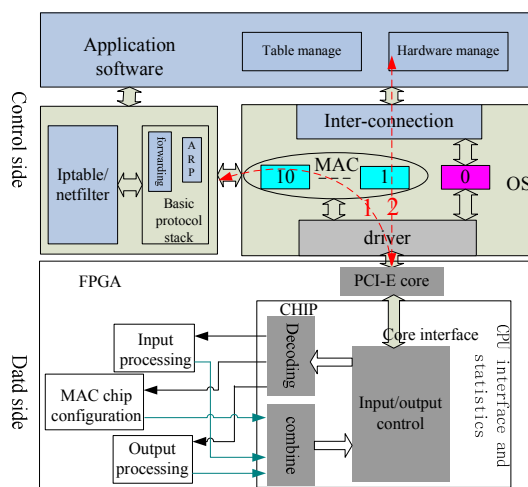 Application
software
Table manage
Hardware manage
Control side
Iptable/
netfilter
forwarding
ARP
Basic
protocol
stack
Inter-connection
MAC
10
1
0
OS
1
2
driver
FPGA
PCI-E core
CHIP
Core interface
CPU interface and
statistics
Datd side
Input
processing
MAC chip
configuration
Output
processing
Decoding
combine
Input/output
control